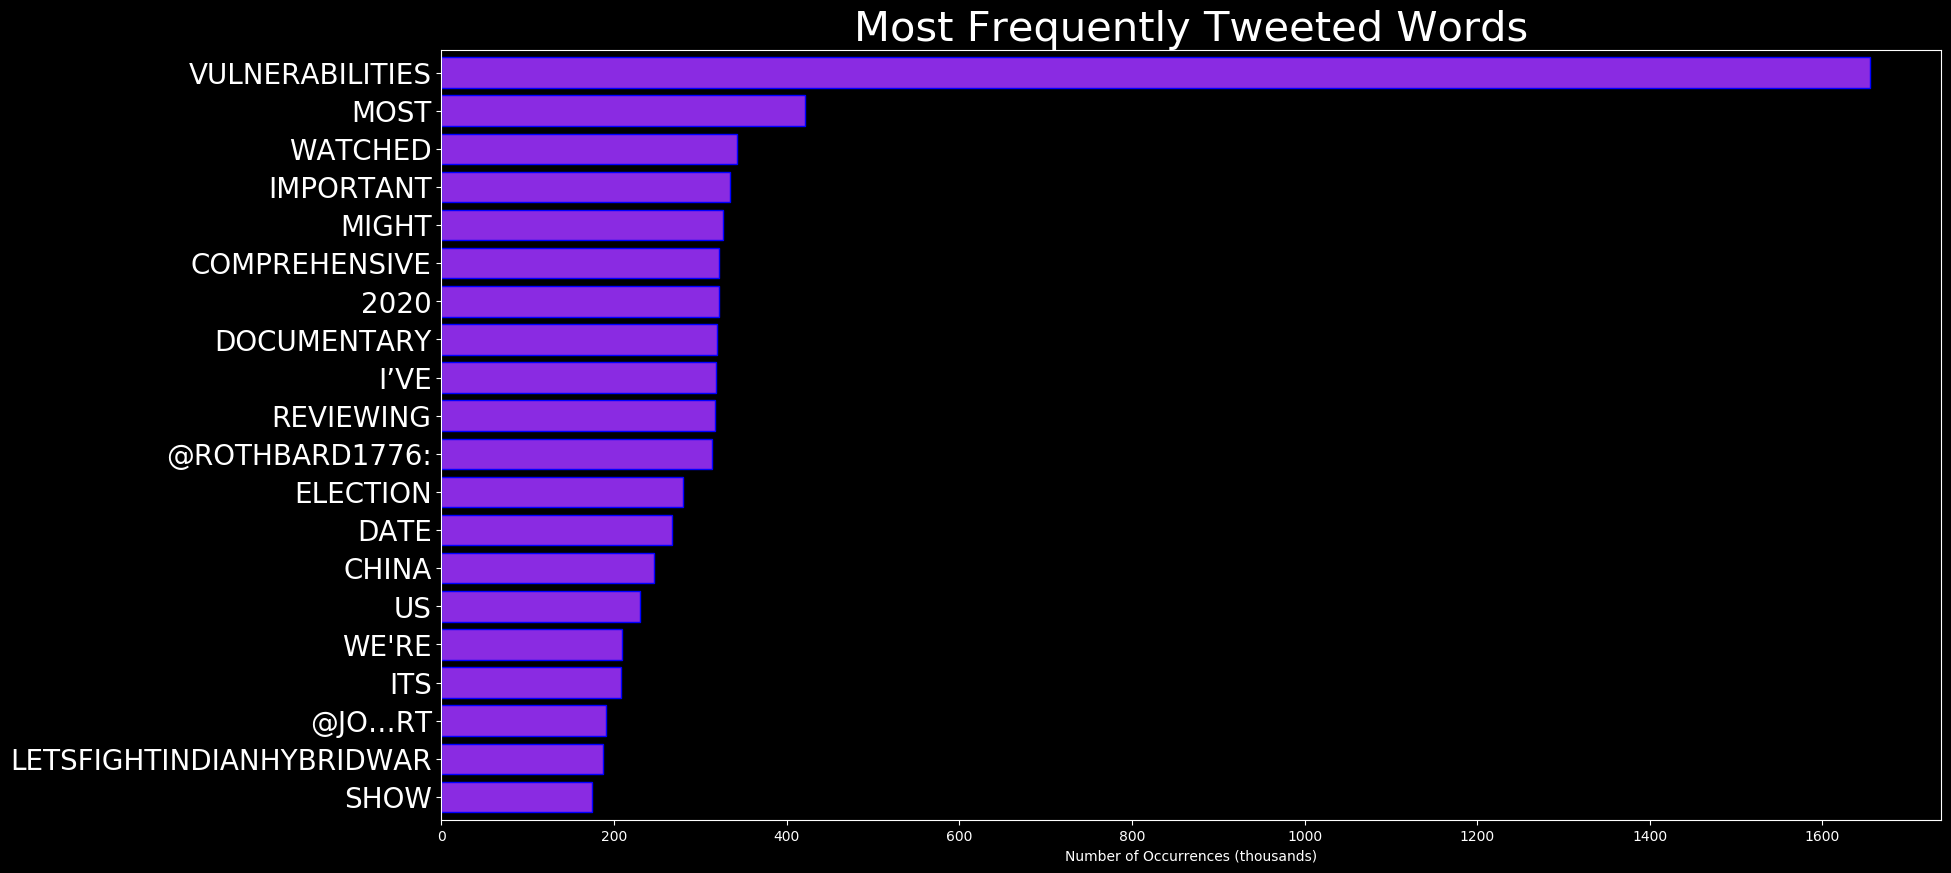 Most Frequently Tweeted Words
VULNERABILITIES
MOST
WATCHED
IMPORTANT
MIGHT
COMPREHENSIVE
2020
DOCUMENTARY
I’VE
REVIEWING
@ROTHBARD1776:
ELECTION
DATE
CHINA
US
WE'RE
ITS
@JO…RT
LETSFIGHTINDIANHYBRIDWAR
SHOW
0 200 400 600 800 1000 1200 1400 1600
Number of Occurrences (thousands)